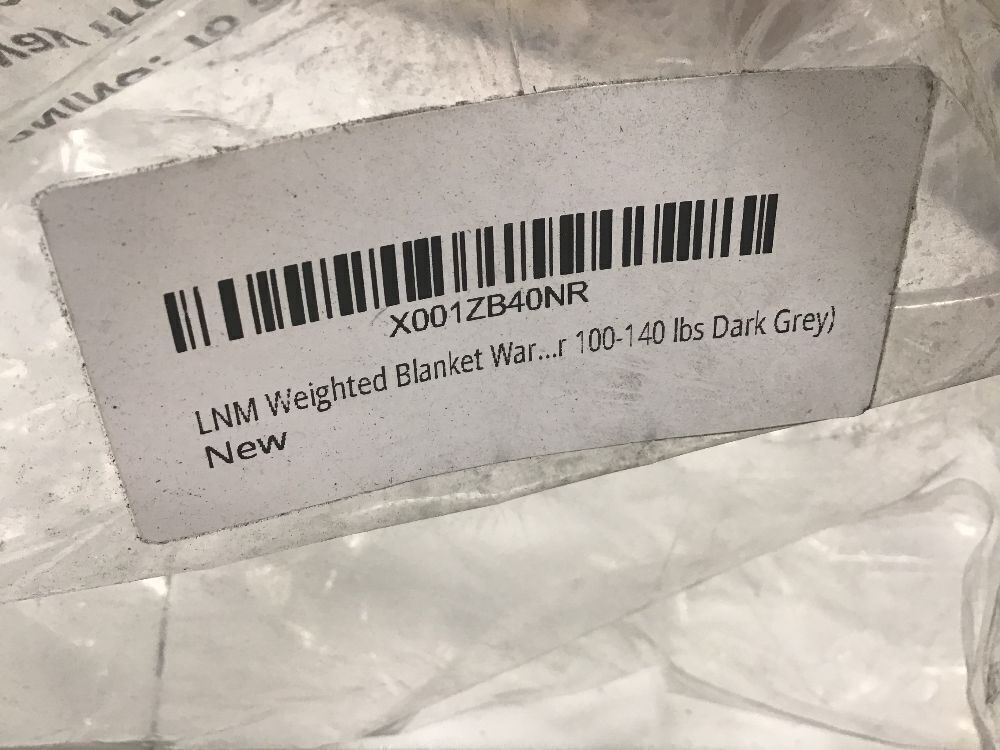 X001ZB40NR
LNM Weighted Blanket War...r 100-140 lbs Dark Grey)
New